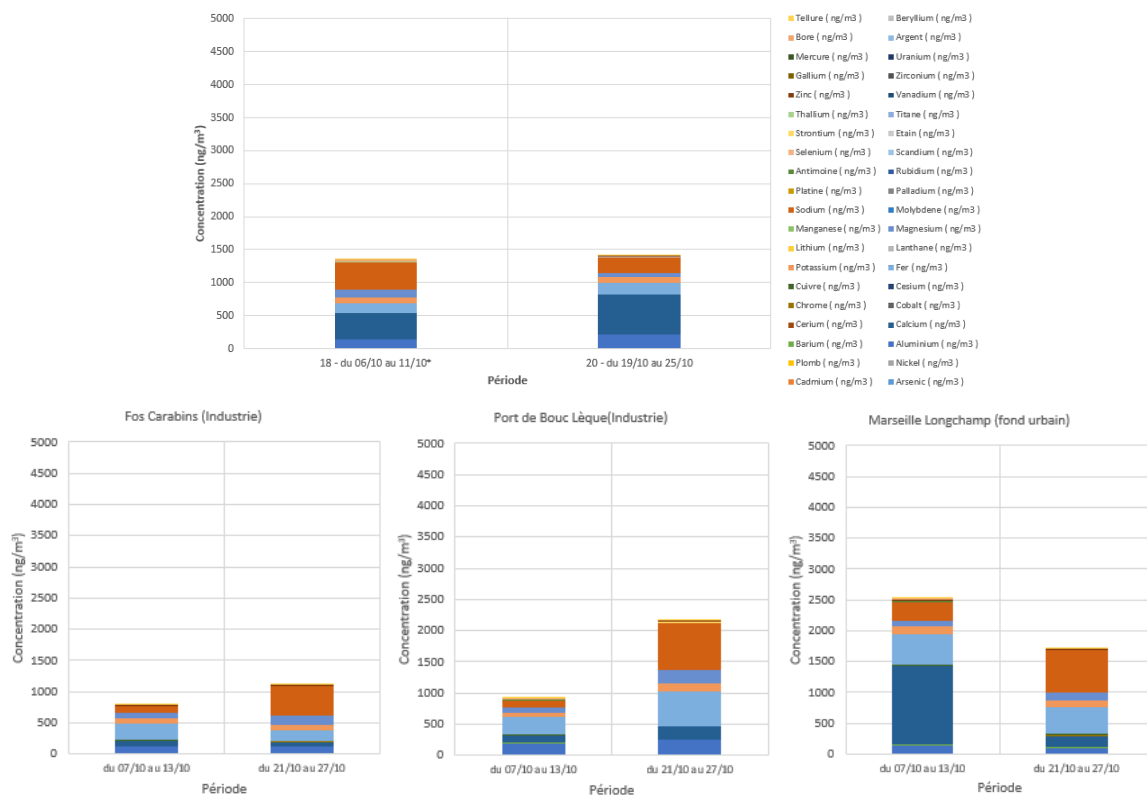 5000
4500
4000
3500
3000
2500
2000
1500
1000
500
0
Concentration (ng/m³)
18 - du 06/10 au 11/10*
20 - du 19/10 au 25/10
Période
Tellure ( ng/m3 ) Beryllium ( ng/m3 )
Bore ( ng/m3 ) Argent ( ng/m3 )
Mercure ( ng/m3 ) Uranium ( ng/m3 )
Gallium ( ng/m3 ) Zirconium ( ng/m3 )
Zinc ( ng/m3 ) Vanadium ( ng/m3 )
Thallium ( ng/m3 ) Titane ( ng/m3 )
Strontium ( ng/m3 ) Etain ( ng/m3 )
Selenium ( ng/m3 ) Scandium ( ng/m3 )
Antimoine ( ng/m3 ) Rubidium ( ng/m3 )
Platine ( ng/m3 ) Palladium ( ng/m3 )
Sodium ( ng/m3 ) Molybdene ( ng/m3 )
Manganese ( ng/m3 ) Magnesium ( ng/m3 )
Lithium ( ng/m3 ) Lanthane ( ng/m3 )
Potassium ( ng/m3 ) Fer ( ng/m3 )
Cuivre ( ng/m3 ) Cesium ( ng/m3 )
Chrome ( ng/m3 ) Cobalt ( ng/m3 )
Cerium ( ng/m3 ) Calcium ( ng/m3 )
Barium ( ng/m3 ) Aluminium ( ng/m3 )
Plomb ( ng/m3 ) Nickel ( ng/m3 )
Cadmium ( ng/m3 ) Arsenic ( ng/m3 )
Fos Carabins (Industrie)
5000
4500
4000
3500
3000
2500
2000
1500
1000
500
0
Concentration (ng/m³)
du 07/10 au 13/10
du 21/10 au 27/10
Période
Port de Bouc Lèque(Industrie)
5000
4500
4000
3500
3000
2500
2000
1500
1000
500
0
Concentration (ng/m³)
du 07/10 au 13/10
du 21/10 au 27/10
Période
Marseille Longchamp (fond urbain)
5000
4500
4000
3500
3000
2500
2000
1500
1000
500
0
Concentration (ng/m³)
du 07/10 au 13/10
du 21/10 au 27/10
Période